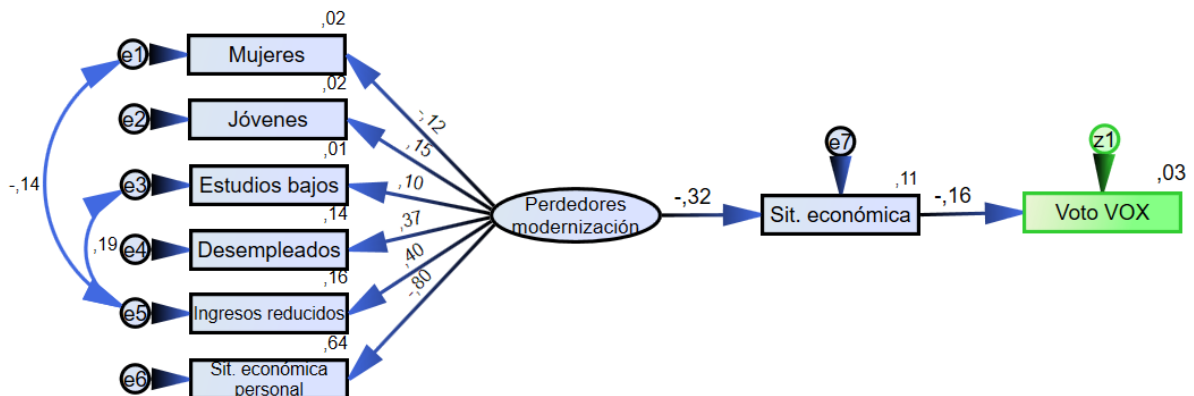 ,02
e1
Mujeres
,02
e2
Jóvenes
,01
e3
Estudios bajos
,14
e4
Desempleados
,16
e5
Ingresos reducidos
,64
e6
Sit. económica
personal
-,14
,19
-,12
,15
,10
,37
,40
-,80
Perdedores
modernización
-,32
e7
,11
Sit. económica
-,16
z1
,03
Voto VOX